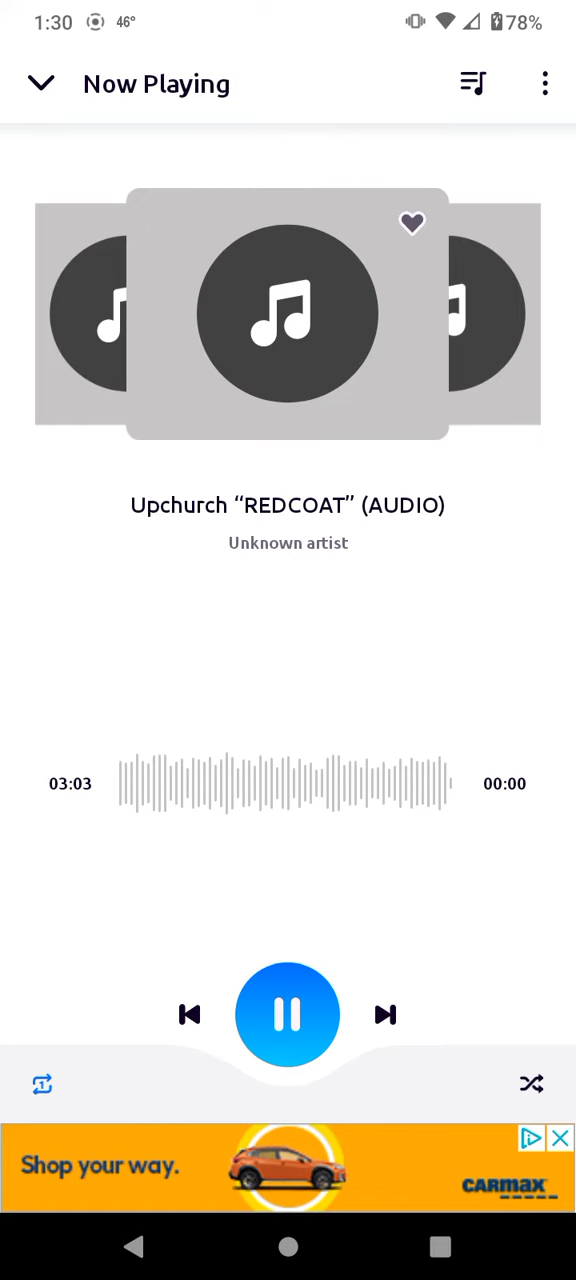 1:30 46° 78%
Now Playing
Upchurch “REDCOAT” (AUDIO)
Unknown artist
03:03 00:00
1
Shop your way.
CARMAX